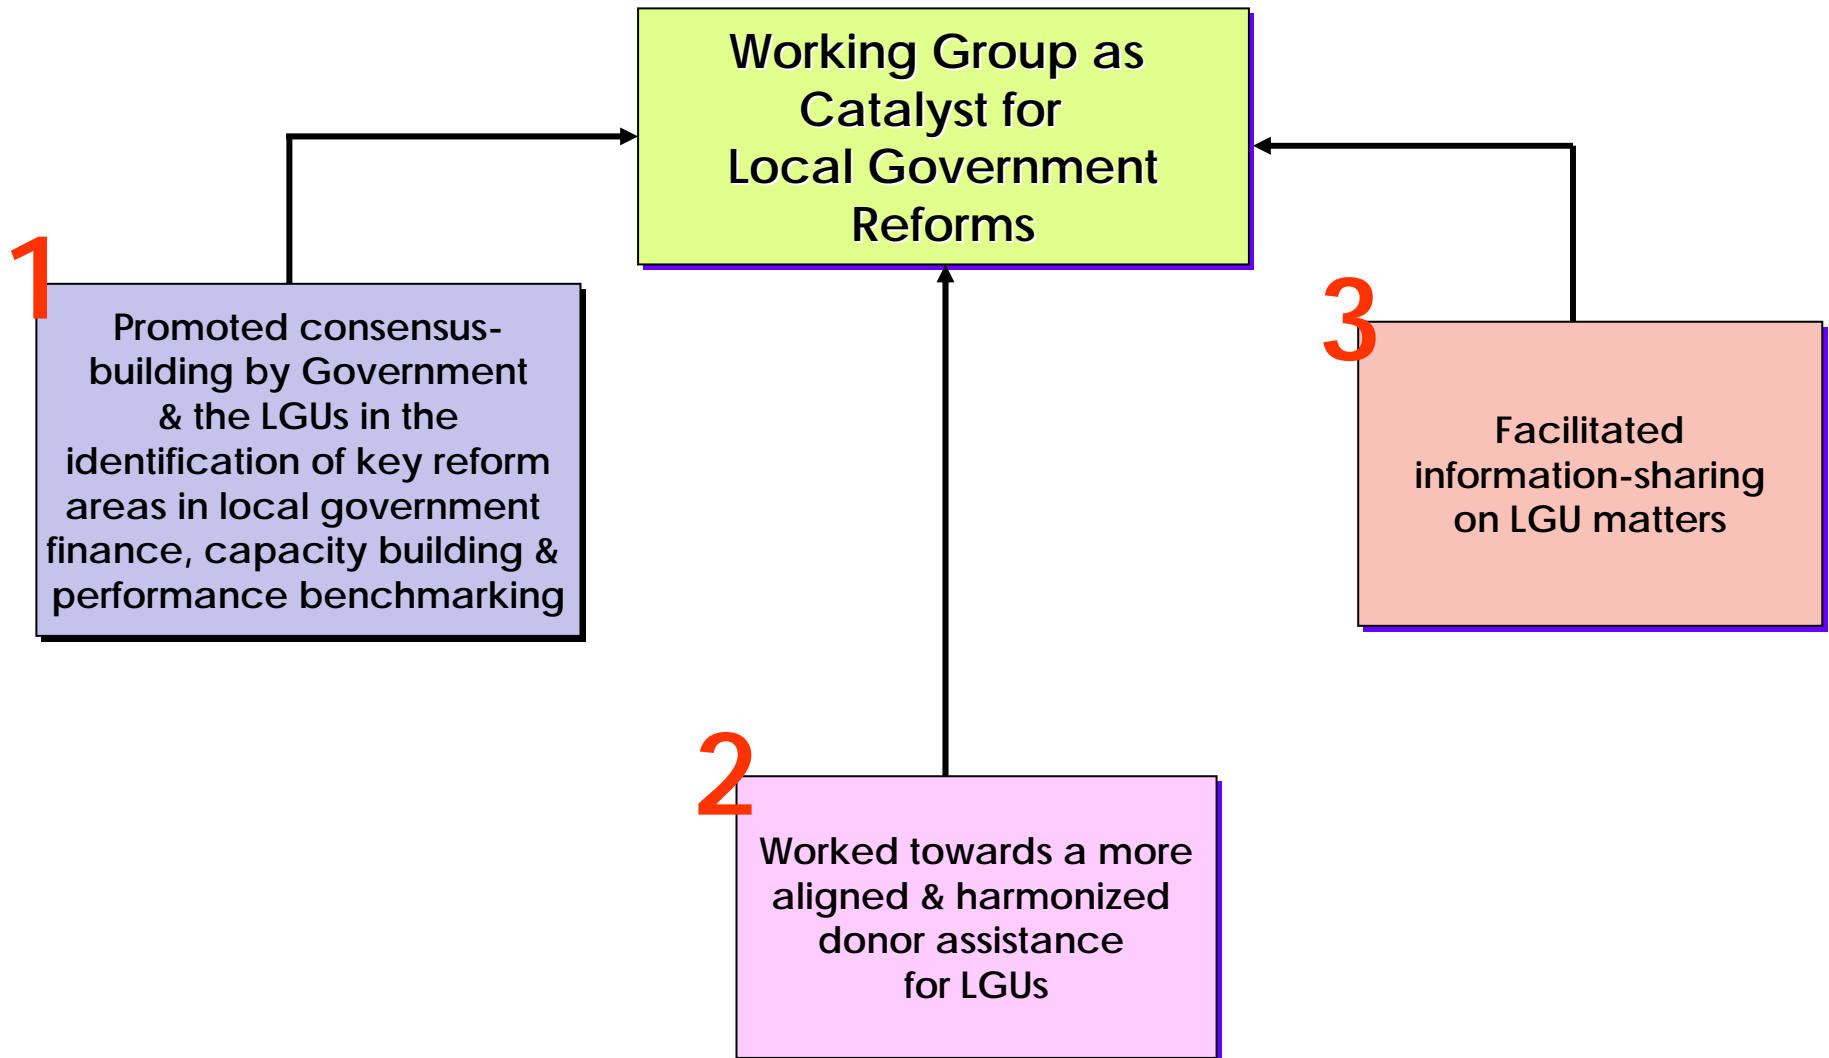 Working Group as
Catalyst for
Local Government
Reforms
1
Promoted consensus-
building by Government
& the LGUs in the
identification of key reform
areas in local government
finance, capacity building &
performance benchmarking
2
Worked towards a more
aligned & harmonized
donor assistance
for LGUs
3
Facilitated
information-sharing
on LGU matters